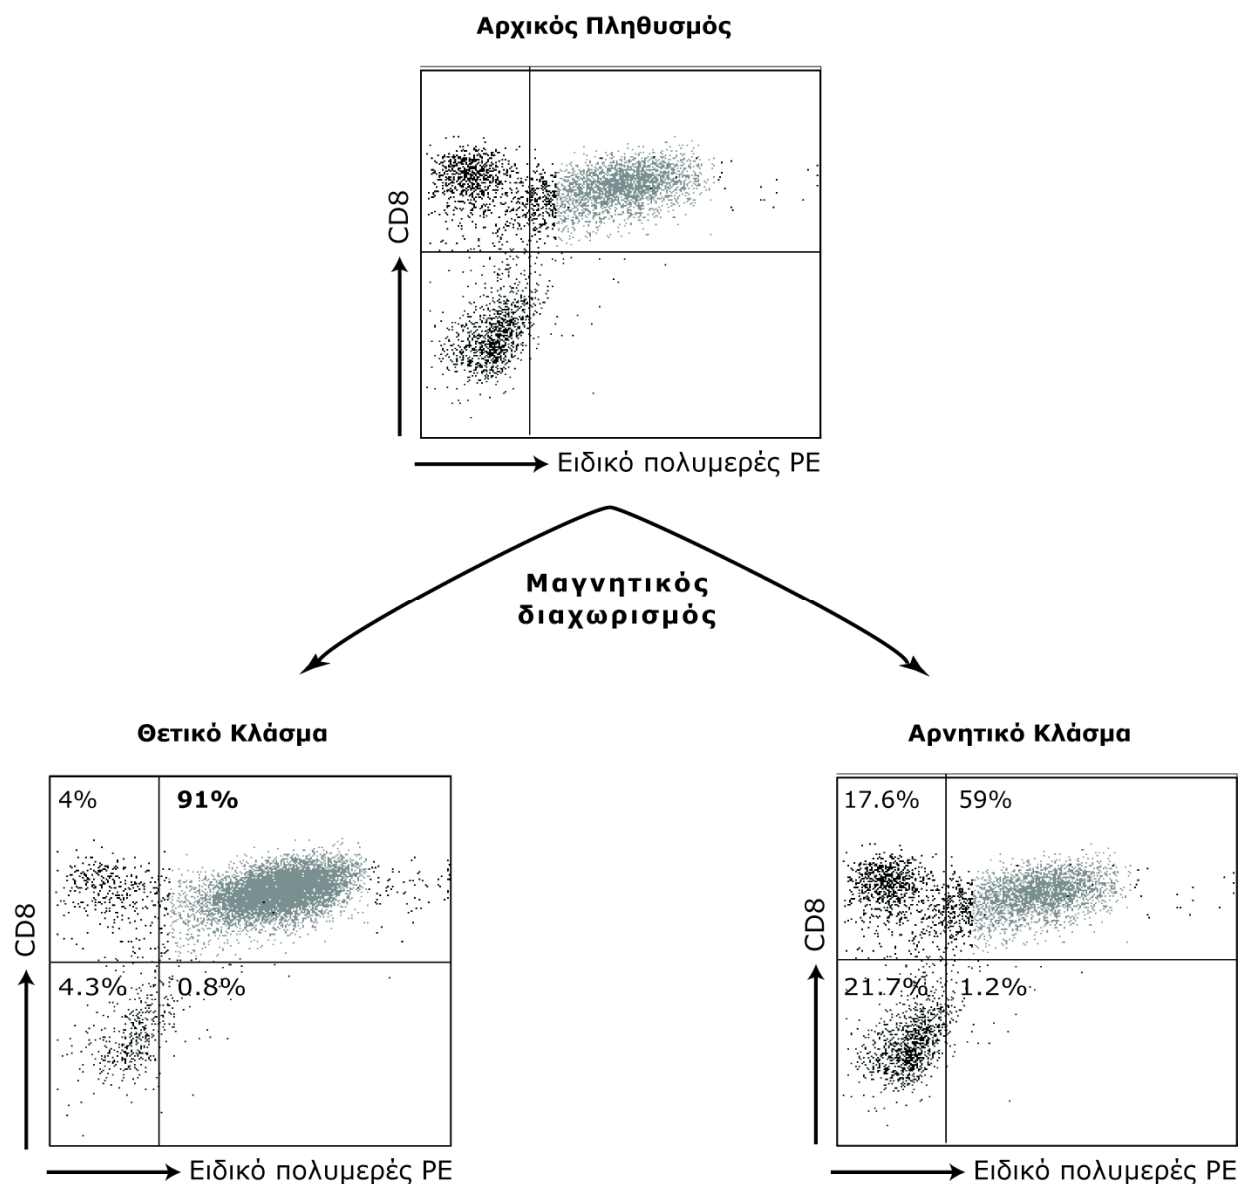 Αρχικός Πληθυσμός
CD8
Ειδικό πολυμερές PE
Μαγνητικός
διαχωρισμός
Θετικό Κλάσμα
4%
91%
4.3%
0.8%
CD8
Ειδικό πολυμερές PE
Αρνητικό Κλάσμα
17.6%
59%
21.7%
1.2%
CD8
Ειδικό πολυμερές PE